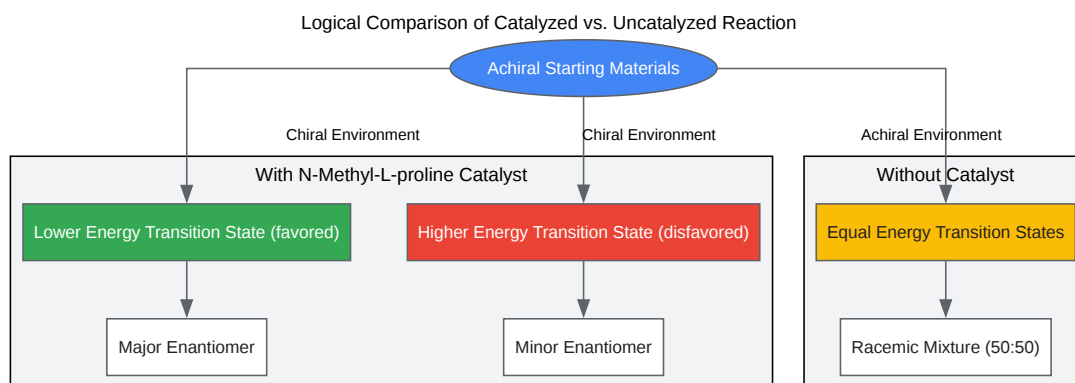 Logical Comparison of Catalyzed vs. Uncatalyzed Reaction
Achiral Starting Materials
Chiral Environment
Chiral Environment
Achiral Environment
With N-Methyl-L-proline Catalyst
Without Catalyst
Lower Energy Transition State (favored)
Higher Energy Transition State (disfavored)
Equal Energy Transition States
Major Enantiomer
Minor Enantiomer
Racemic Mixture (50:50)